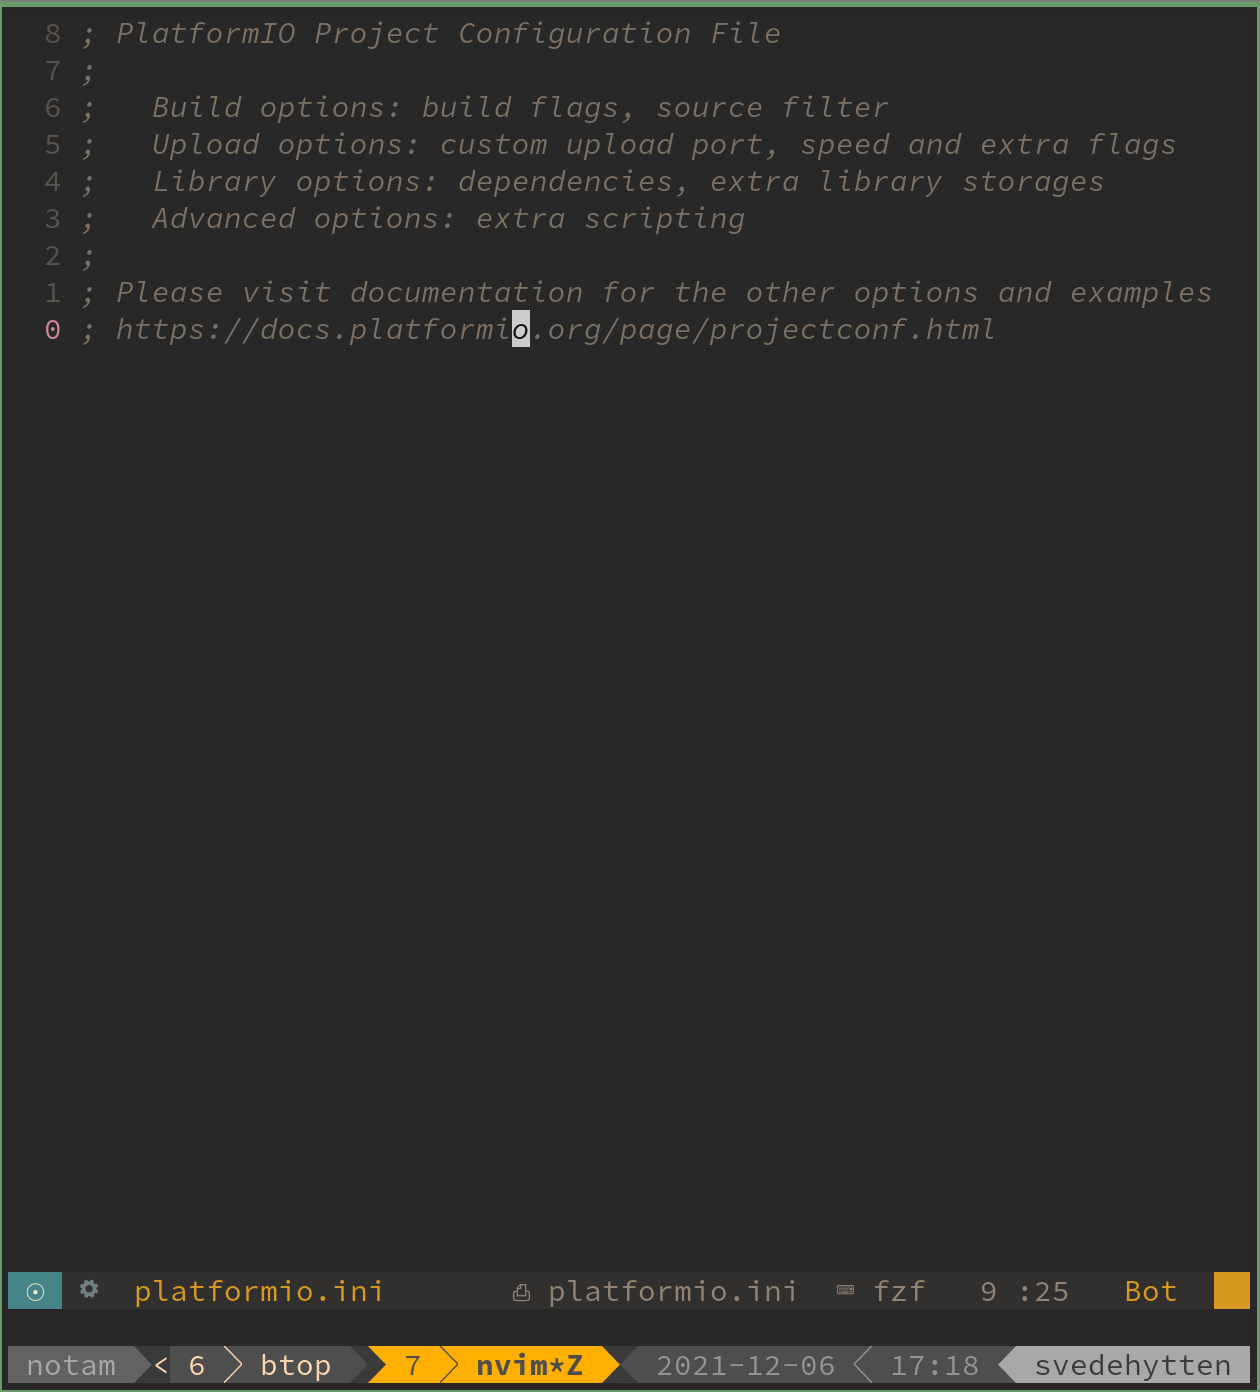 8 ; PlatformIO Project Configuration File
7 ;
6 ;   Build options: build flags, source filter
5 ;   Upload options: custom upload port, speed and extra flags
4 ;   Library options: dependencies, extra library storages
3 ;   Advanced options: extra scripting
2 ;
1 ; Please visit documentation for the other options and examples
0 ; https://docs.platformio.org/page/projectconf.html
platformio.ini platformio.ini fzf 9 :25 Bot
notam < 6 btop 7 nvim*Z 2021-12-06 17:18 svedehytten